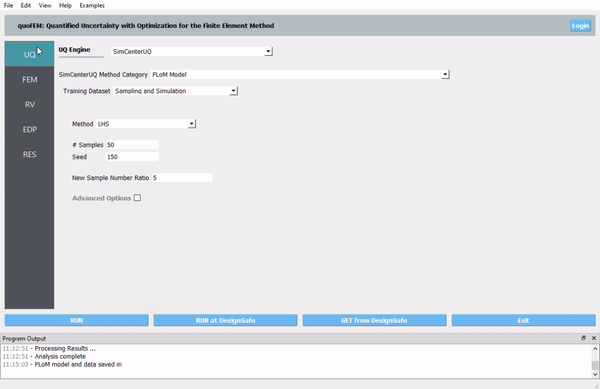 File Edit View Help Examples
quoFEM: Quantified Uncertainty with Optimization for the Finite Element Method
Login
UQ
FEM
RV
EDP
RES
UQ Engine SimCenterUQ
SimCenterUQ Method Category PLoM Model
Training Dataset Sampling and Simulation
Method LHS
# Samples 50
Seed 150
New Sample Number Ratio 5
Advanced Options
RUN RUN at DesignSafe GET from DesignSafe Exit
Program Output
11:12:51 - Processing Results ...
11:12:51 - Analysis complete
11:15:03 - PLoM model and data saved in